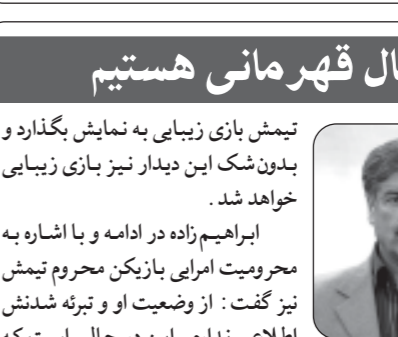 قهرمانی هستیم
تیمش بازی زیبایی به نمایش بگذارد و
بدون‌شک این دیدار نیز بازی زیبایی
خواهد شد .
ابراهیم‌زاده در ادامه و با اشاره به
محرومیت امرایی بازیکن محروم تیمش
نیز گفت : از وضعیت او و تبرئه شدنش